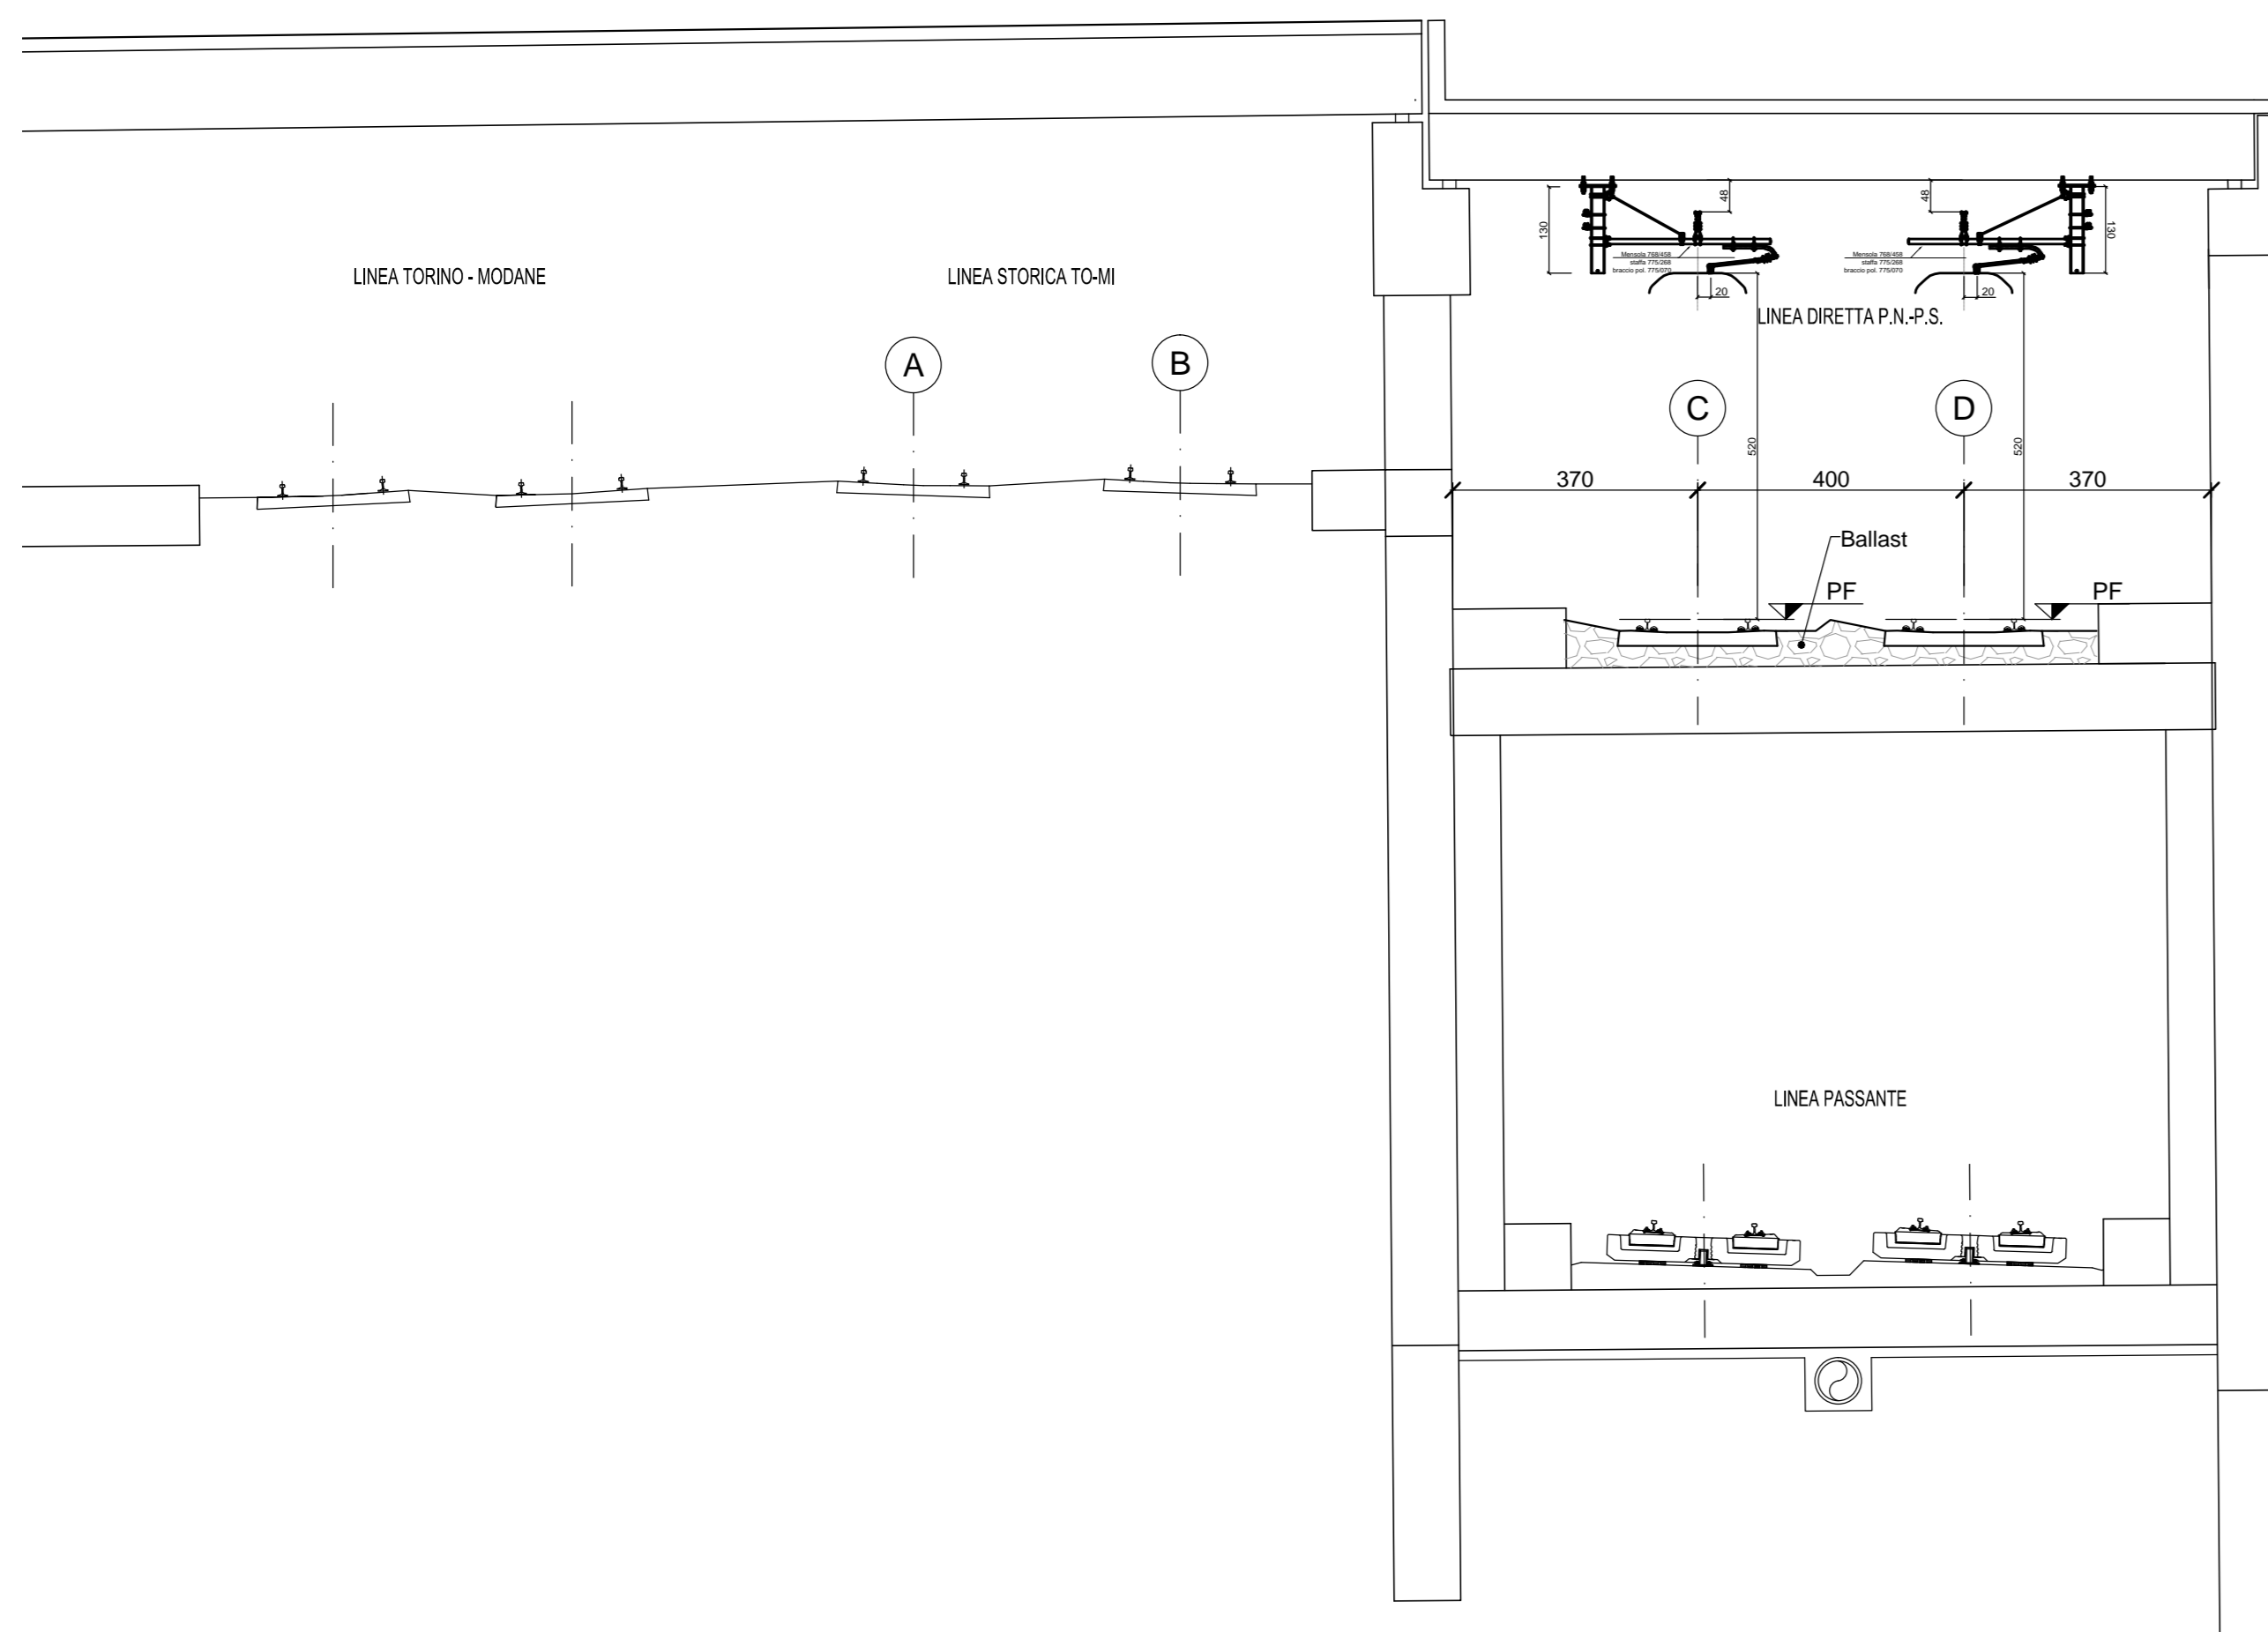 48
48
130
130
Mensola 768/458
staffa 775/268
braccio pol. 775/070
Mensola 768/458
staffa 775/268
braccio pol. 775/070
LINEA TORINO - MODANE
LINEA STORICA TO-MI
20
20
LINEA DIRETTA P.N.-P.S.
A
B
C
D
520
520
370
400
370
Ballast
PF
PF
LINEA PASSANTE